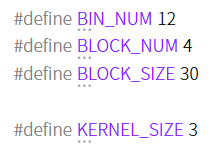 #define BIN_NUM 12
#define BLOCK_NUM 4
#define BLOCK_SIZE 30
#define KERNEL_SIZE 3